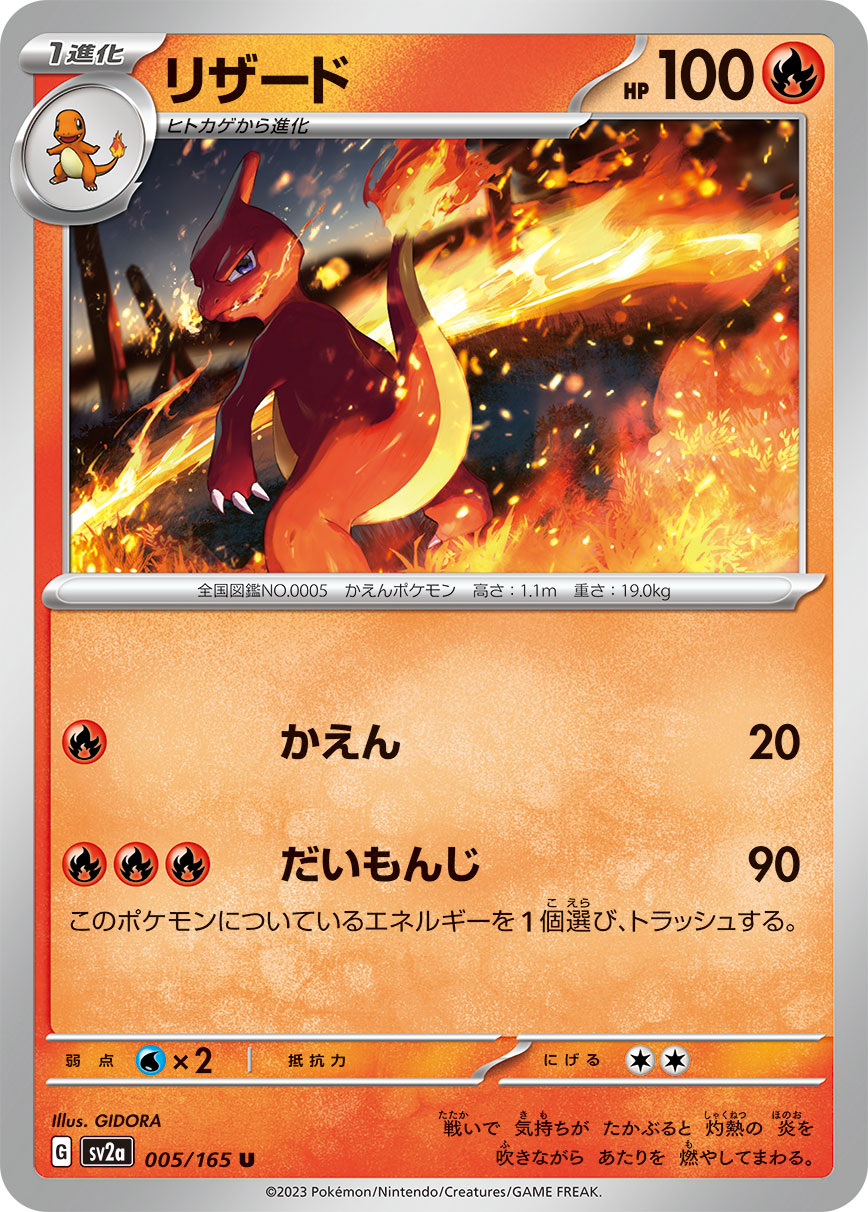 1進化
リザード
HP 100
ヒトカゲから進化
全国図鑑NO.0005 かえんポケモン 高さ:1.1m 重さ:19.0kg
かえん 20
だいもんじ 90
このポケモンについているエネルギーを1個選び、トラッシュする。
弱点 ×2 抵抗力 にげる
Illus. GIDORA
G sv2a 005/165 U
戦いで 気持ちが たかぶると 灼熱の 炎を
吹きながら あたりを 燃やしてまわる。
©2023 Pokémon/Nintendo/Creatures/GAME FREAK.